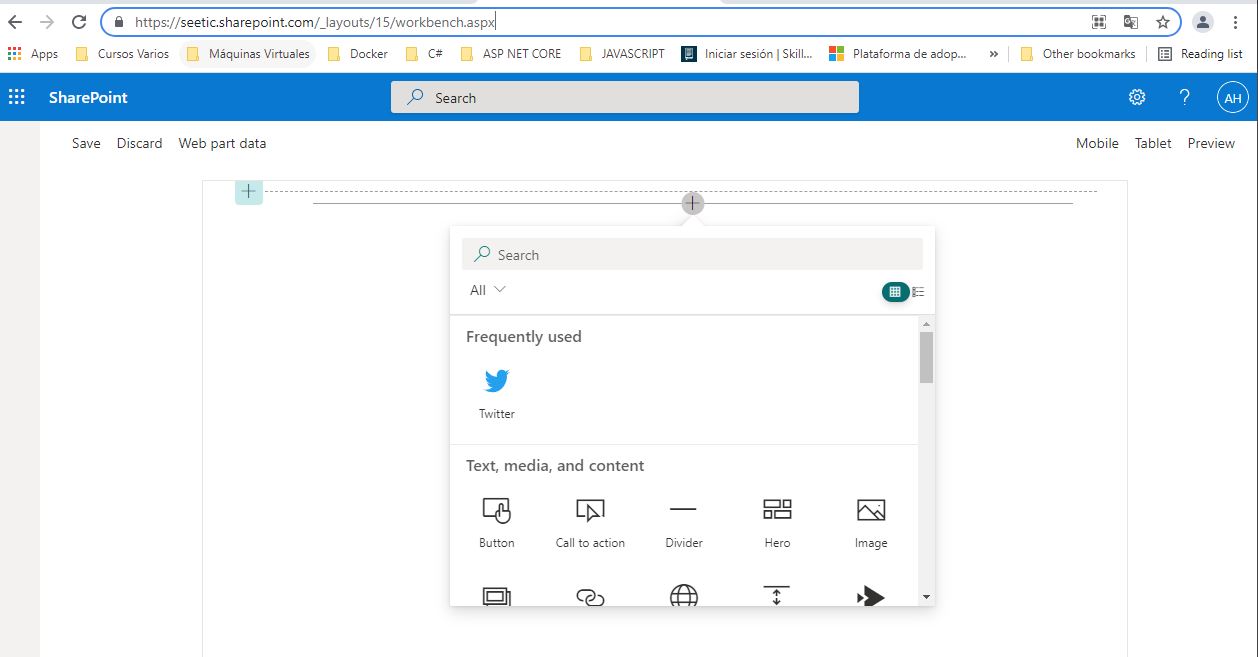 https://seetic.sharepoint.com/_layouts/15/workbench.aspx
Apps Cursos Varios Máquinas Virtuales Docker C# ASP NET CORE JAVASCRIPT Iniciar sesión | Skill... Plataforma de adop... » Other bookmarks Reading list
SharePoint Search ? AH
Save Discard Web part data Mobile Tablet Preview
Search
All
Frequently used
Twitter
Text, media, and content
Button Call to action Divider Hero Image